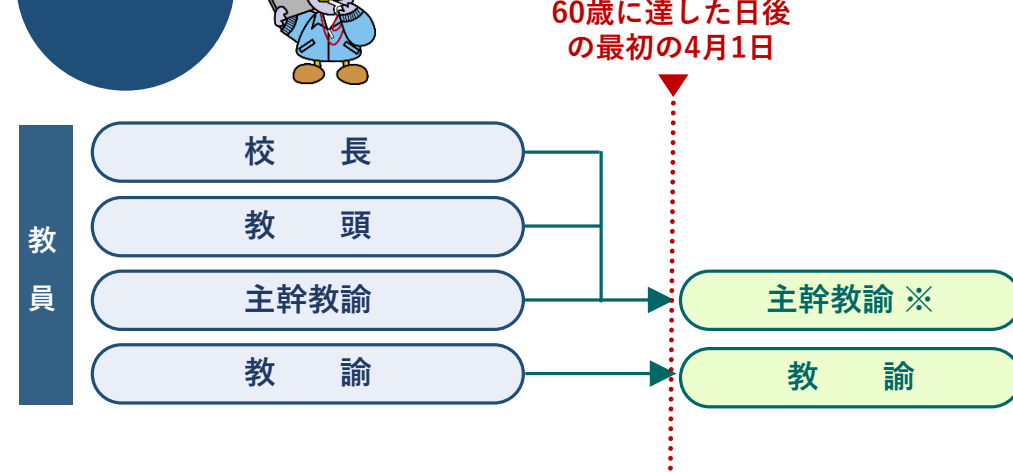 60歳に達した日後
の最初の4月1日
教員
校　　長
教　　頭
主幹教諭
教　　諭
主幹教諭 ※
教　　諭